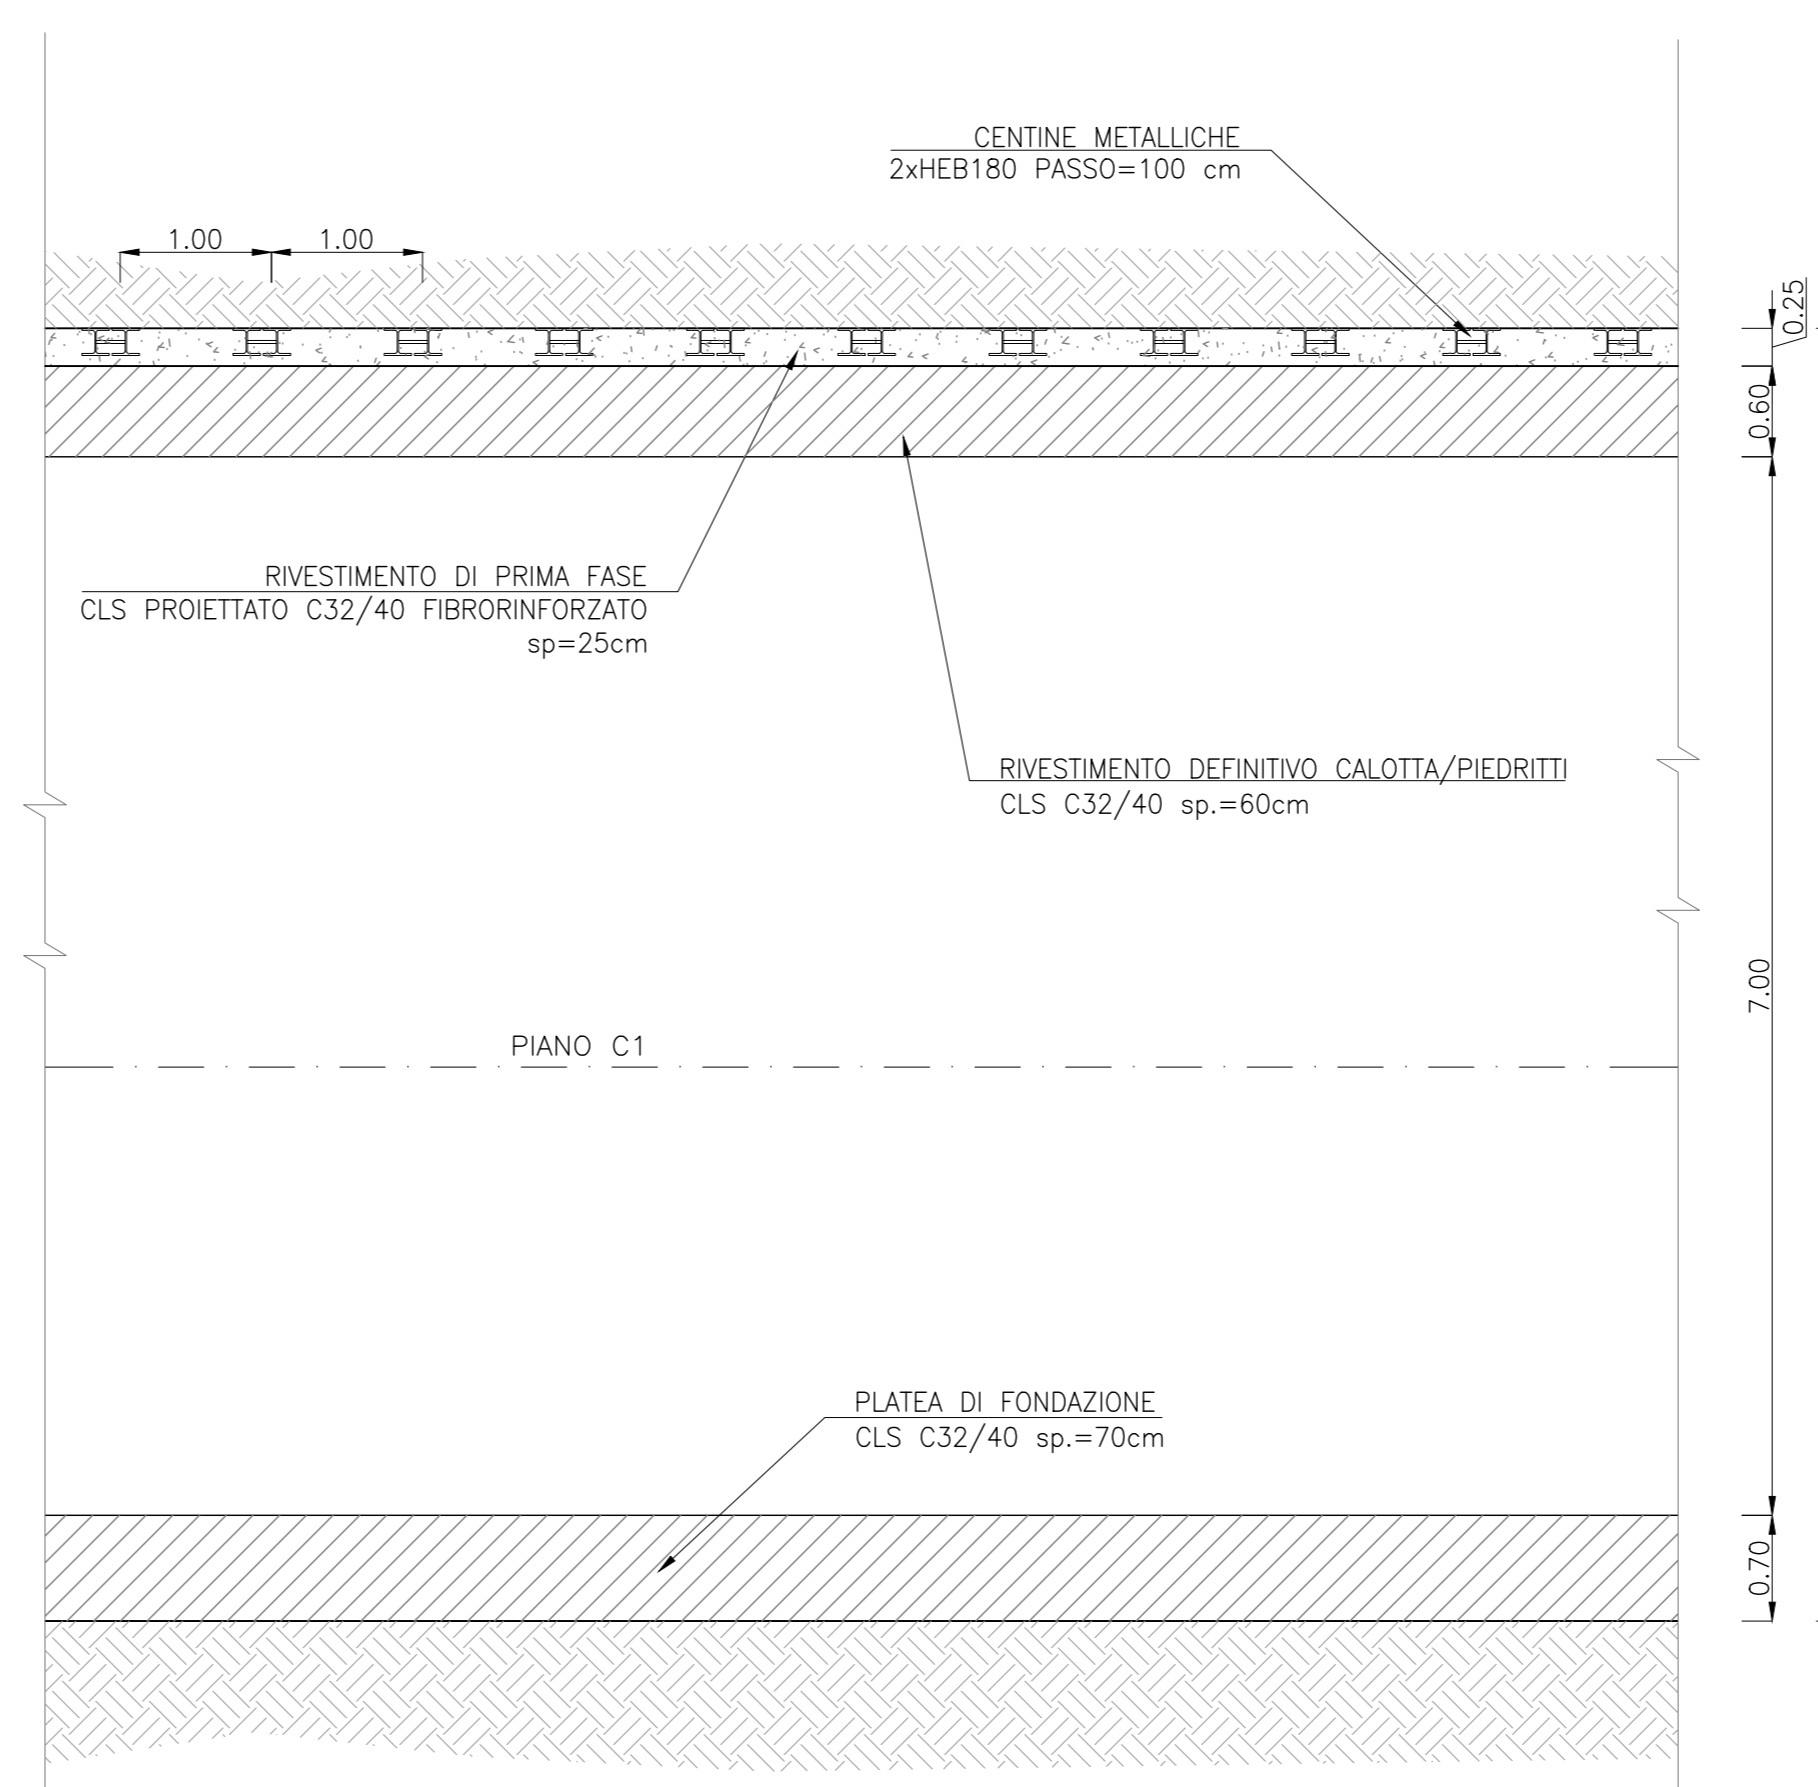 CENTINE METALLICHE
2xHEB180 PASSO=100 cm
1.00
1.00
0.25
0.60
RIVESTIMENTO DI PRIMA FASE
CLS PROIETTATO C32/40 FIBRORINFORZATO
sp=25cm
RIVESTIMENTO DEFINITIVO CALOTTA/PIEDRITTI
CLS C32/40 sp.=60cm
7.00
PIANO C1
PLATEA DI FONDAZIONE
CLS C32/40 sp.=70cm
0.70